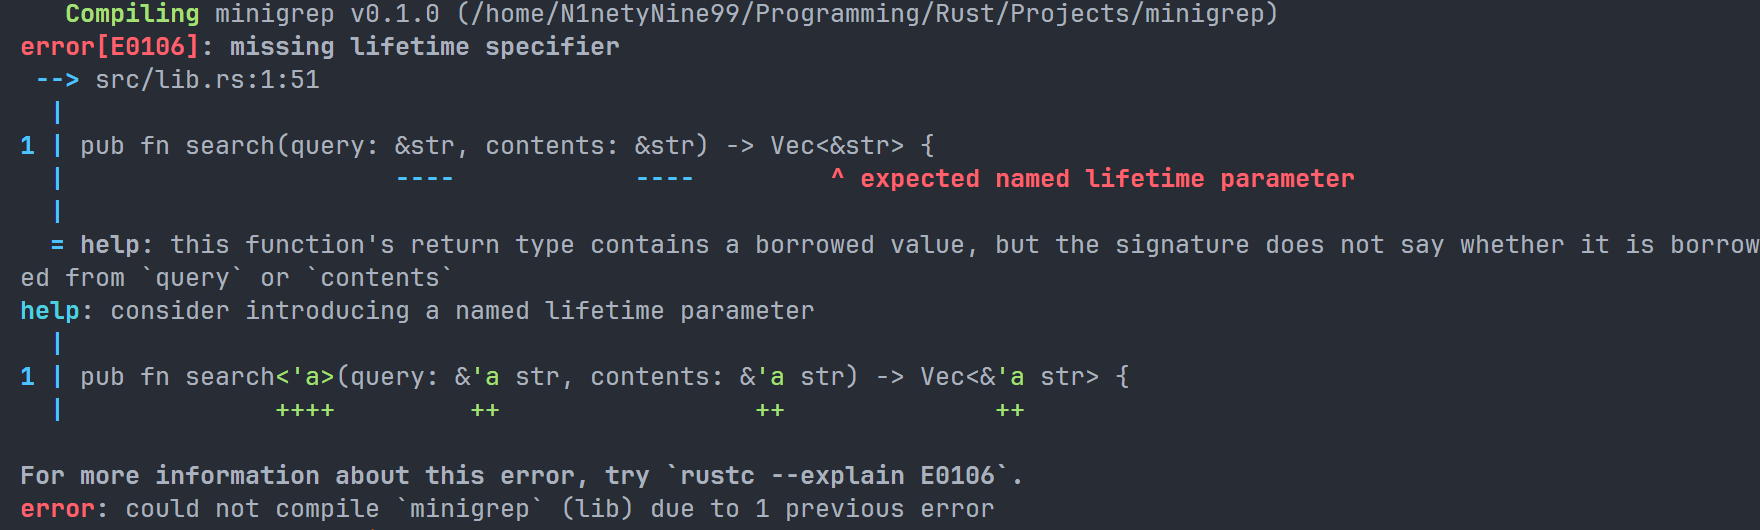 Compiling minigrep v0.1.0 (/home/N1netyNine99/Programming/Rust/Projects/minigrep)
error[E0106]: missing lifetime specifier
 --> src/lib.rs:1:51
  |
1 | pub fn search(query: &str, contents: &str) -> Vec<&str> {
  |                      ----            ----         ^ expected named lifetime parameter
  |
  = help: this function's return type contains a borrowed value, but the signature does not say whether it is borrow
ed from `query` or `contents`
help: consider introducing a named lifetime parameter
  |
1 | pub fn search<'a>(query: &'a str, contents: &'a str) -> Vec<&'a str> {
  |              ++++         ++                 ++              ++
For more information about this error, try `rustc --explain E0106`.
error: could not compile `minigrep` (lib) due to 1 previous error